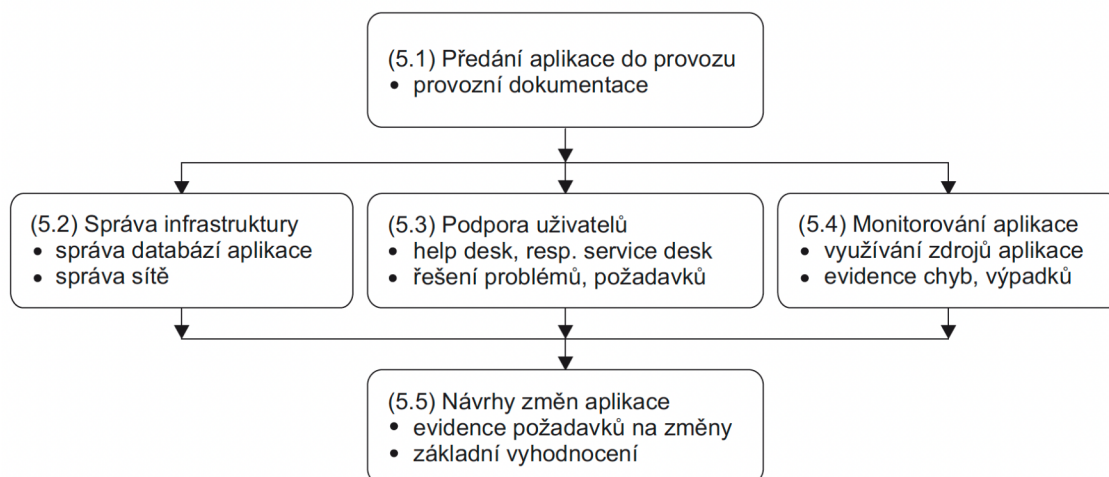 (5.1) Předání aplikace do provozu
• provozní dokumentace
(5.2) Správa infrastruktury
• správa databází aplikace
• správa sítě
(5.3) Podpora uživatelů
• help desk, resp. service desk
• řešení problémů, požadavků
(5.4) Monitorování aplikace
• využívání zdrojů aplikace
• evidence chyb, výpadků
(5.5) Návrhy změn aplikace
• evidence požadavků na změny
• základní vyhodnocení